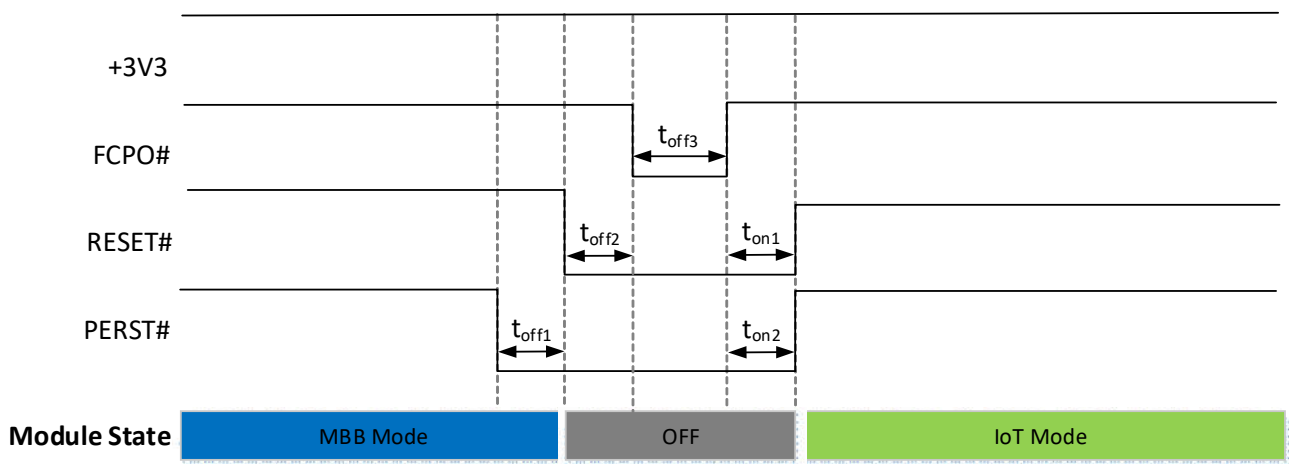 +3V3
FCPO#
toff3
RESET#
toff2
ton1
PERST#
toff1
ton2
Module State
MBB Mode
OFF
IoT Mode